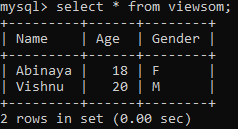 mysql> select * from viewsom;
+---------+------+--------+
| Name    | Age  | Gender |
+---------+------+--------+
| Abinaya |   18 | F      |
| Vishnu  |   20 | M      |
+---------+------+--------+
2 rows in set (0.00 sec)